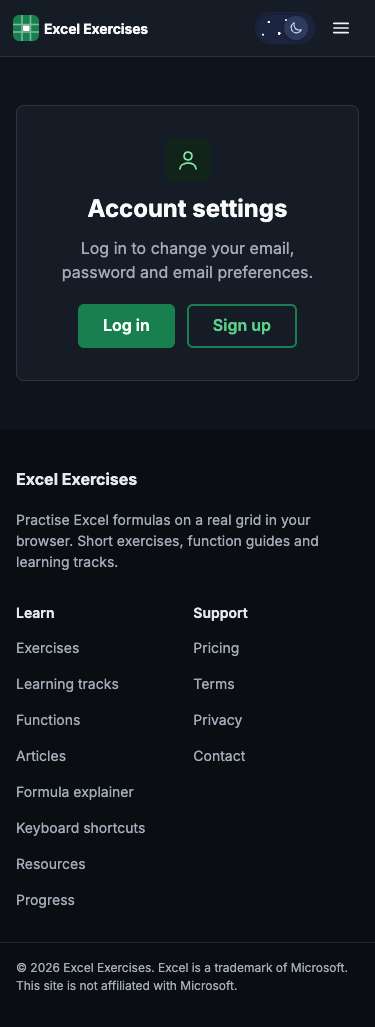 Excel Exercises
Account settings
Log in to change your email,
password and email preferences.
Log in
Sign up
Excel Exercises
Practise Excel formulas on a real grid in your
browser. Short exercises, function guides and
learning tracks.
Learn
Exercises
Learning tracks
Functions
Articles
Formula explainer
Keyboard shortcuts
Resources
Progress
Support
Pricing
Terms
Privacy
Contact
© 2026 Excel Exercises. Excel is a trademark of Microsoft.
This site is not affiliated with Microsoft.